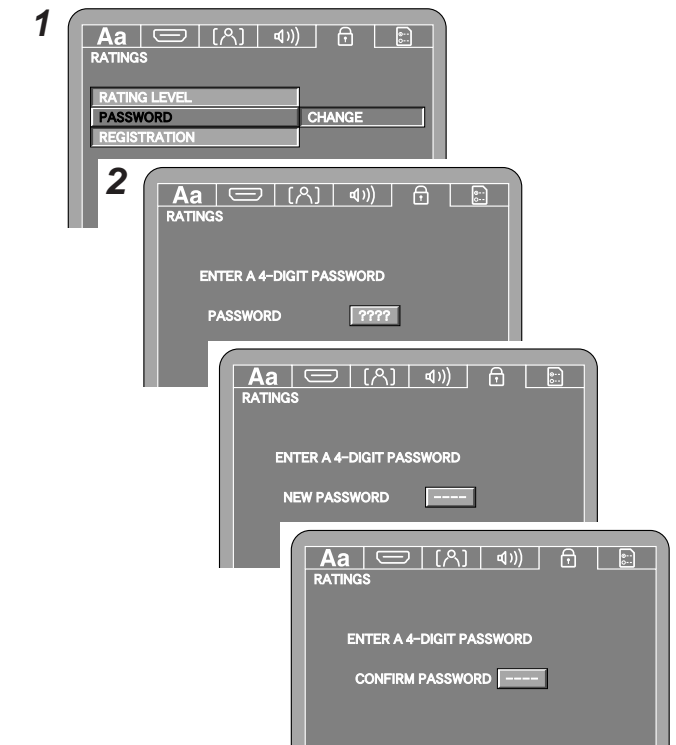 1
Aa
RATINGS
RATING LEVEL
PASSWORD CHANGE
REGISTRATION
2
Aa
RATINGS
ENTER A 4-DIGIT PASSWORD
PASSWORD ????
Aa
RATINGS
ENTER A 4-DIGIT PASSWORD
NEW PASSWORD ----
Aa
RATINGS
ENTER A 4-DIGIT PASSWORD
CONFIRM PASSWORD ----